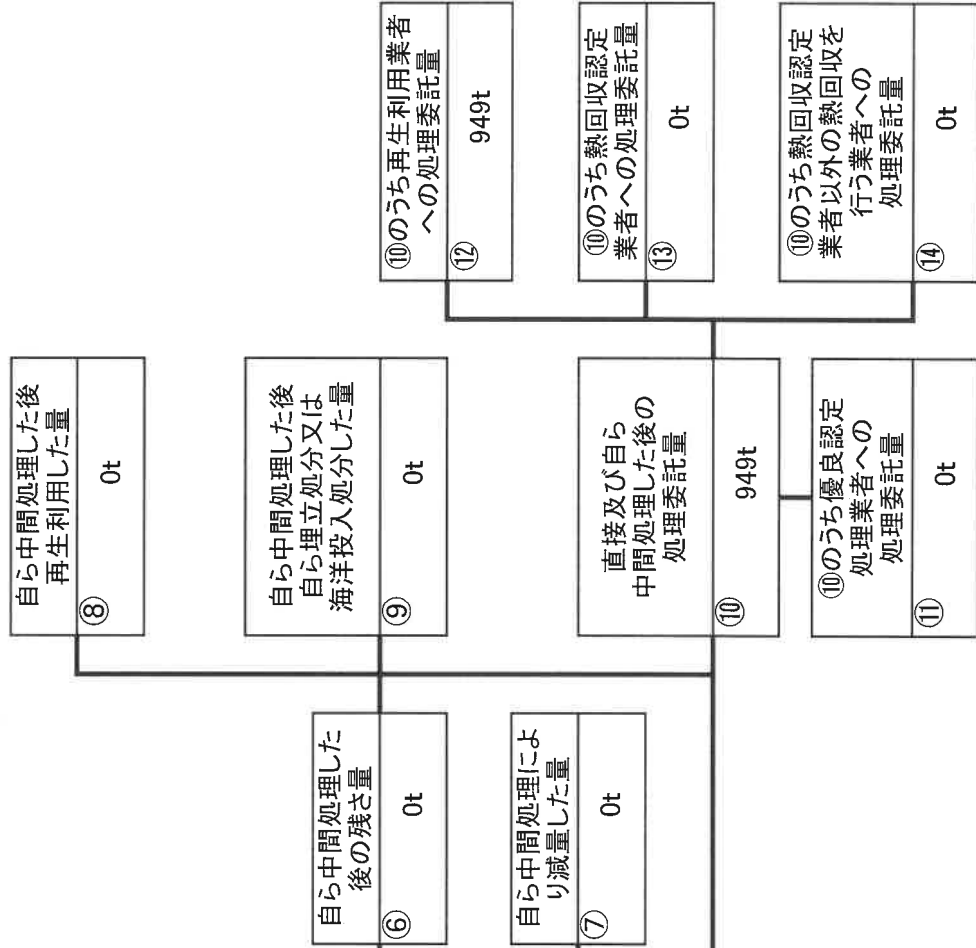 自ら中間処理した後
再生利用した量
⑧
0t
自ら中間処理した
後の残さ量
⑥
0t
自ら中間処理した後
自ら埋立処分又は
海洋投入処分した量
⑨
0t
自ら中間処理によ
り減量した量
⑦
0t
直接及び自ら
中間処理した後の
処理委託量
⑩
949t
⑩のうち優良認定
処理業者への
処理委託量
⑪
0t
⑩のうち再生利用業者
への処理委託量
⑫
949t
⑩のうち熱回収認定
業者への処理委託量
⑬
0t
⑩のうち熱回収認定
業者以外の熱回収を
行う業者への
処理委託量
⑭
0t